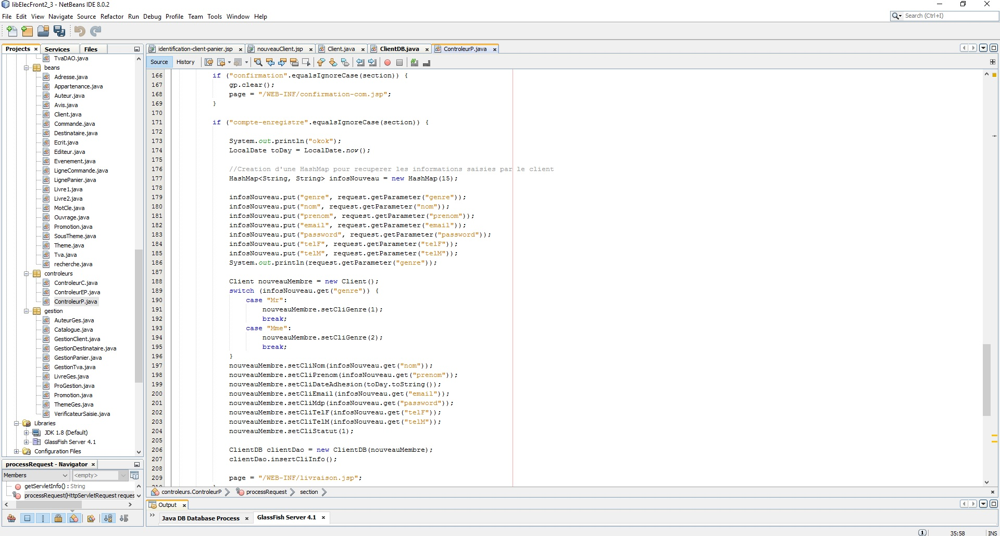 libElecFront2_3 - NetBeans IDE 8.0.2
File Edit View Navigate Source Refactor Run Debug Profile Team Tools Window Help
Search (Ctrl+I)
Projects Services Files
TvaDAO.java
beans
Adresse.java
Appartenance.java
Auteur.java
Avis.java
Client.java
Commande.java
Destinataire.java
Ecrit.java
Editeur.java
Evenement.java
LigneCommande.java
LignePanier.java
Livre1.java
Livre2.java
MotCle.java
Ouvrage.java
Promotion.java
SousTheme.java
Theme.java
Tva.java
recherche.java
controleurs
ControleurC.java
ControleurEP.java
ControleurP.java
gestion
AuteurGes.java
Catalogue.java
GestionClient.java
GestionDestinataire.java
GestionPanier.java
GestionTva.java
LivreGes.java
ProGestion.java
Promotion.java
ThemeGes.java
VerificateurSaisie.java
Libraries
JDK 1.8 (Default)
GlassFish Server 4.1
Configuration Files
processRequest - Navigator
Members <empty>
getServletInfo() : String
processRequest(HttpServletRequest reques
identification-client-panier.jsp nouveauClient.jsp Client.java ClientDB.java ControleurP.java
Source History
166 if ("confirmation".equalsIgnoreCase(section)) {
167 gp.clear();
168 page = "/WEB-INF/confirmation-com.jsp";
169 }
170
171 if ("compte-enregistre".equalsIgnoreCase(section)) {
172
173 System.out.println("okok");
174 LocalDate toDay = LocalDate.now();
175
176 //Creation d'une HashMap pour recuperer les informations saisies par le client
177 HashMap<String, String> infosNouveau = new HashMap(15);
178
179 infosNouveau.put("genre", request.getParameter("genre"));
180 infosNouveau.put("nom", request.getParameter("nom"));
181 infosNouveau.put("prenom", request.getParameter("prenom"));
182 infosNouveau.put("email", request.getParameter("email"));
183 infosNouveau.put("password", request.getParameter("password"));
184 infosNouveau.put("telF", request.getParameter("telF"));
185 infosNouveau.put("telM", request.getParameter("telM"));
186 System.out.println(request.getParameter("genre"));
187
188 Client nouveauMembre = new Client();
189 switch (infosNouveau.get("genre")) {
190 case "Mr":
191 nouveauMembre.setCliGenre(1);
192 break;
193 case "Mme":
194 nouveauMembre.setCliGenre(2);
195 break;
196 }
197 nouveauMembre.setCliNom(infosNouveau.get("nom"));
198 nouveauMembre.setCliPrenom(infosNouveau.get("prenom"));
199 nouveauMembre.setCliDateAdhesion(toDay.toString());
200 nouveauMembre.setCliEmail(infosNouveau.get("email"));
201 nouveauMembre.setCliMdp(infosNouveau.get("password"));
202 nouveauMembre.setCliTelF(infosNouveau.get("telF"));
203 nouveauMembre.setCliTelM(infosNouveau.get("telM"));
204 nouveauMembre.setCliStatut(1);
205
206 ClientDB clientDao = new ClientDB(nouveauMembre);
207 clientDao.insertCliInfo();
208
209 page = "/WEB-INF/livraison.jsp";
controleurs.ControleurP processRequest section
Output
Java DB Database Process GlassFish Server 4.1
1 35:58 INS